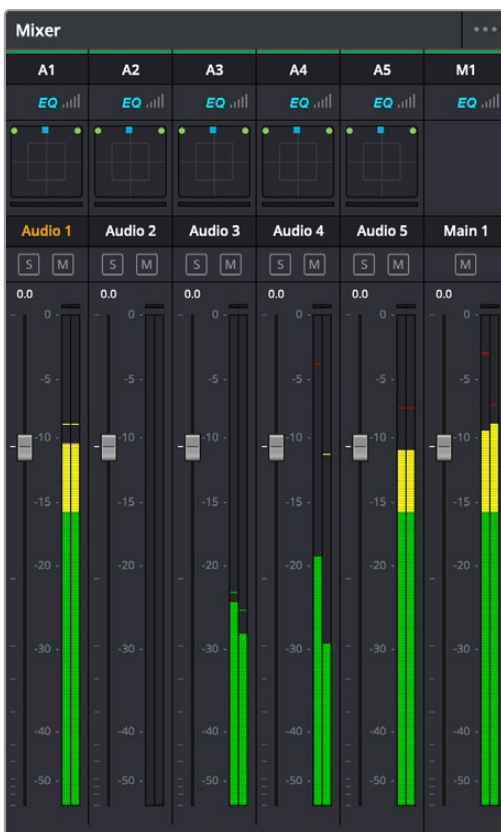 Mixer
A1 A2 A3 A4 A5 M1
EQ EQ EQ EQ EQ EQ
Audio 1 Audio 2 Audio 3 Audio 4 Audio 5 Main 1
S M S M S M S M S M M
0.0 0.0 0.0 0.0 0.0 0.0
0 0 0 0 0 0
-5 -5 -5 -5 -5 -5
-10 -10 -10 -10 -10 -10
-15 -15 -15 -15 -15 -15
-20 -20 -20 -20 -20 -20
-30 -30 -30 -30 -30 -30
-40 -40 -40 -40 -40 -40
-50 -50 -50 -50 -50 -50